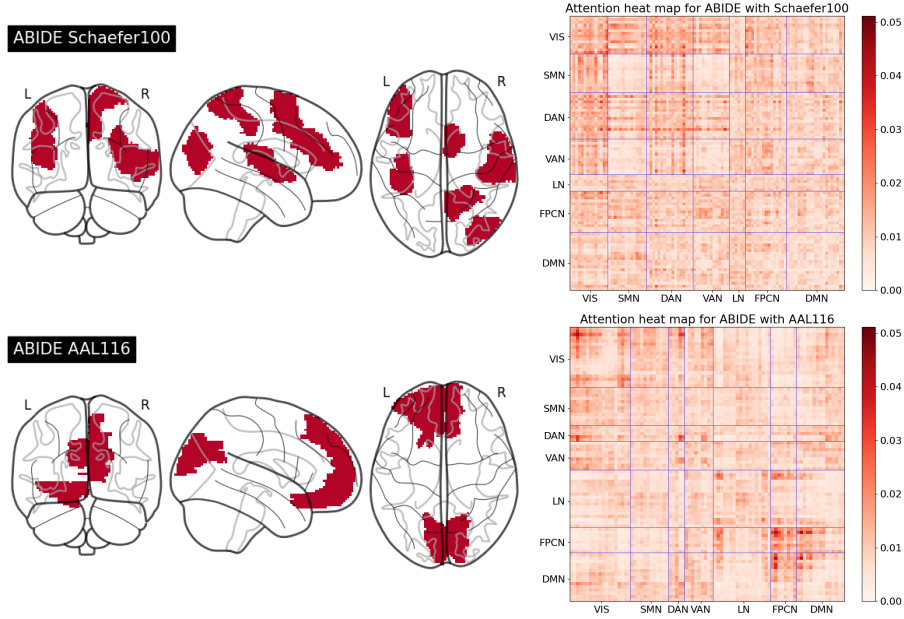 ABIDE Schaefer100
L R
L
R
Attention heat map for ABIDE with Schaefer100
VIS
SMN
DAN
VAN
LN
FPCN
DMN
VIS SMN DAN VAN LN FPCN DMN
0.05
0.04
0.03
0.02
0.01
0.00
ABIDE AAL116
L R
L
R
Attention heat map for ABIDE with AAL116
VIS
SMN
DAN
VAN
LN
FPCN
DMN
VIS SMN DAN VAN LN FPCN DMN
0.05
0.04
0.03
0.02
0.01
0.00